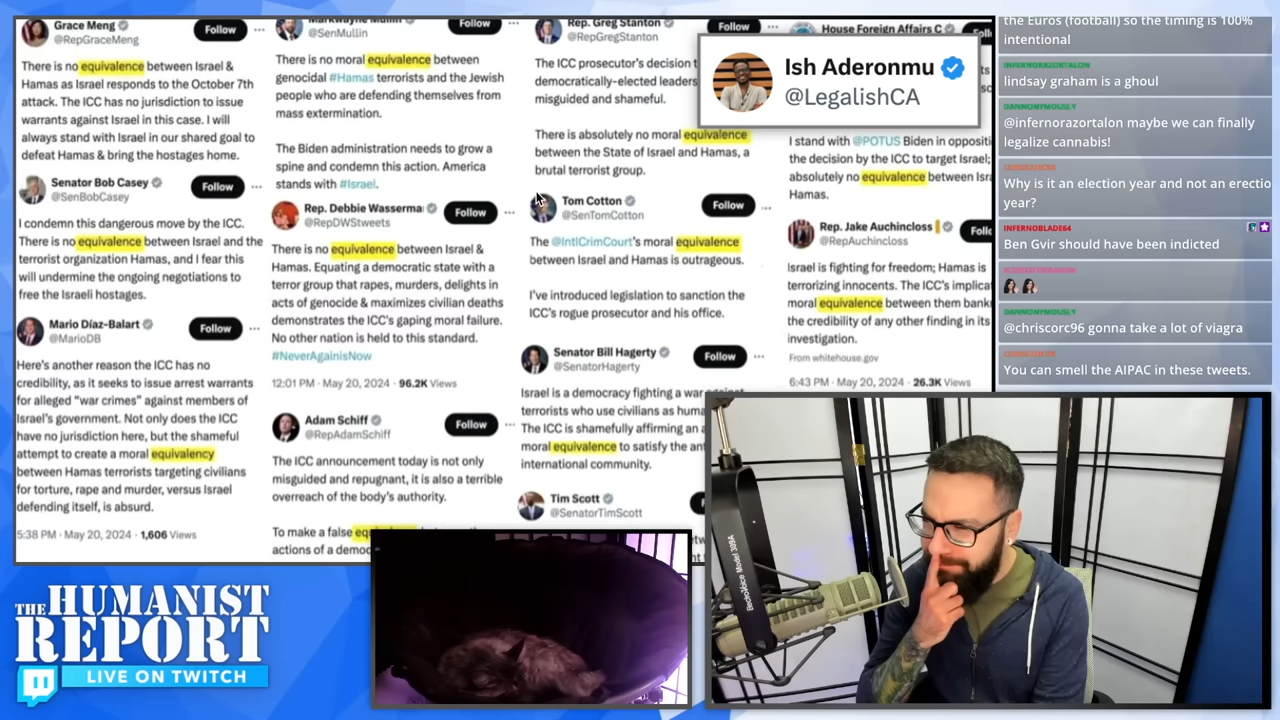 Grace Meng
@RepGraceMeng
Follow
There is no equivalence between Israel &
Hamas as Israel responds to the October 7th
attack. The ICC has no jurisdiction to issue
warrants against Israel in this case. I will
always stand with Israel in our shared goal to
defeat Hamas & bring the hostages home.
Senator Bob Casey
@SenBobCasey
Follow
I condemn this dangerous move by the ICC.
There is no equivalence between Israel and the
terrorist organization Hamas, and I fear this
will undermine the ongoing negotiations to
free the Israeli hostages.
Mario Díaz-Balart
@MarioDB
Follow
Here's another reason the ICC has no
credibility, as it seeks to issue arrest warrants
for alleged “war crimes” against members of
Israel's government. Not only does the ICC
have no jurisdiction here, but the shameful
attempt to create a moral equivalency
between Hamas terrorists targeting civilians
for torture, rape and murder, versus Israel
defending itself, is absurd.
5:38 PM · May 20, 2024 · 1,606 Views
Markwayne Mullin
@SenMullin
Follow
There is no moral equivalence between
genocidal #Hamas terrorists and the Jewish
people who are defending themselves from
mass extermination.
The Biden administration needs to grow a
spine and condemn this action. America
stands with #Israel.
Rep. Debbie Wasserma
@RepDWStweets
Follow
There is no equivalence between Israel &
Hamas. Equating a democratic state with a
terror group that rapes, murders, delights in
acts of genocide & maximizes civilian deaths
demonstrates the ICC's gaping moral failure.
No other nation is held to this standard.
#NeverAgainisNow
12:01 PM · May 20, 2024 · 96.2K Views
Adam Schiff
@RepAdamSchiff
Follow
The ICC announcement today is not only
misguided and repugnant, it is also a terrible
overreach of the body's authority.
To make a false
actions of a
Rep. Greg Stanton
@RepGregStanton
Follow
The ICC prosecutor's decision t
democratically-elected leaders
misguided and shameful.
There is absolutely no moral equivalence
between the State of Israel and Hamas, a
brutal terrorist group.
Tom Cotton
@SenTomCotton
Follow
The @IntlCrimCourt's moral equivalence
between Israel and Hamas is outrageous.
I've introduced legislation to sanction the
ICC's rogue prosecutor and his office.
Senator Bill Hagerty
@SenatorHagerty
Follow
Israel is a democracy fighting a war against
terrorists who use civilians as huma
The ICC is shamefully affirming an
moral equivalence to satisfy the ant
international community.
Tim Scott
@SenatorTimScott
House Foreign Affairs C
Ish Aderonmu
@LegalishCA
I stand with @POTUS Biden in oppositi
the decision by the ICC to target Israel;
absolutely no equivalence between Isra
Hamas.
Rep. Jake Auchincloss
@RepAuchincloss
Israel is fighting for freedom; Hamas is
terrorizing innocents. The ICC's implica
moral equivalence between them bank
the credibility of any other finding in its
investigation.
From whitehouse.gov
6:43 PM · May 20, 2024 · 26.3K Views
the Euros (football) so the timing is 100%
intentional
INFERNORAZORTALON
lindsay graham is a ghoul
DANNONYMOUSLY
@infernorazortalon maybe we can finally
legalize cannabis!
Why is it an election year and not an erectio
year?
INFERNOBLADE64
Ben Gvir should have been indicted
DANNONYMOUSLY
@chriscorc96 gonna take a lot of viagra
You can smell the AIPAC in these tweets.
ElectroVoice Model 309A
THE HUMANIST
REPORT
LIVE ON TWITCH